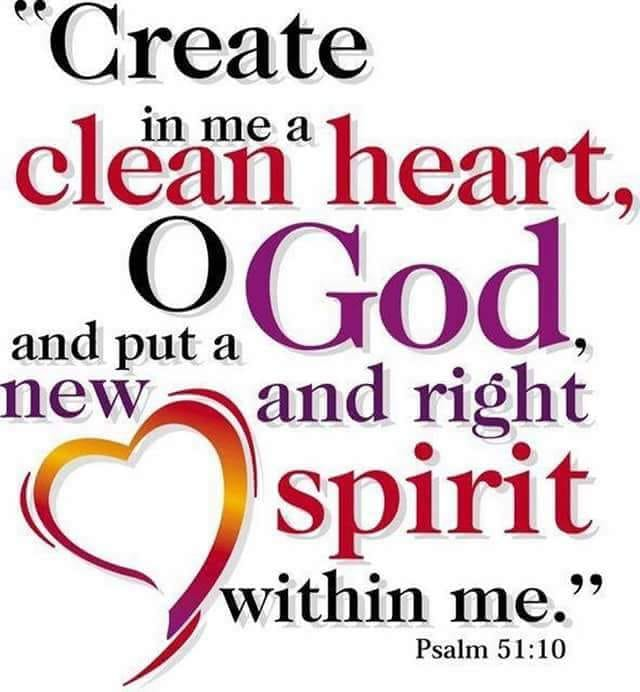 “Create
in me a
clean heart,
O God,
and put a
new and right
spirit
within me.”
Psalm 51:10